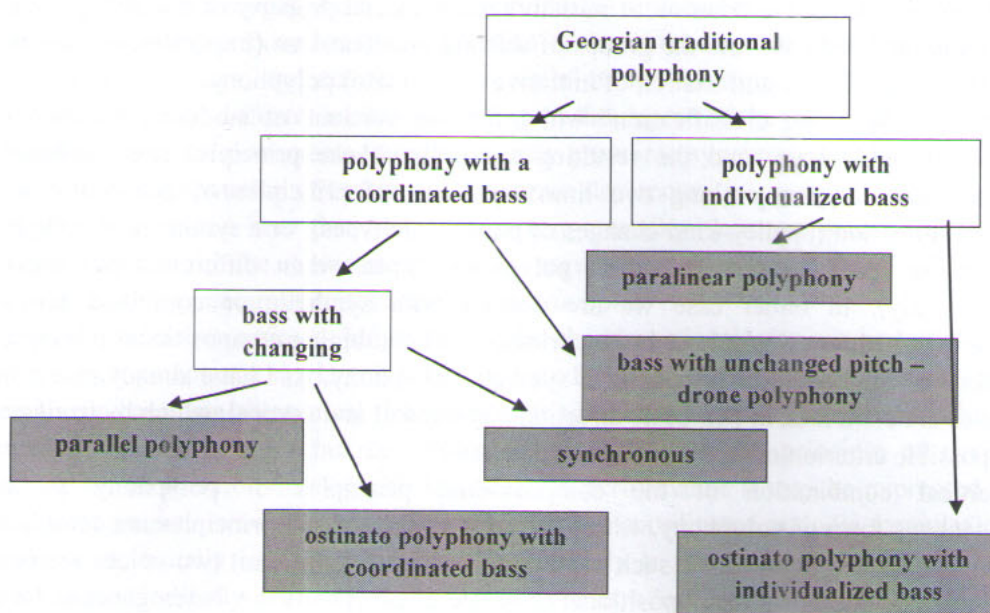 Georgian traditional
polyphony
polyphony with a
coordinated bass
polyphony with
individualized bass
paralinear polyphony
bass with
changing
bass with unchanged pitch –
drone polyphony
parallel polyphony
synchronous
ostinato polyphony with
coordinated bass
ostinato polyphony with
individualized bass